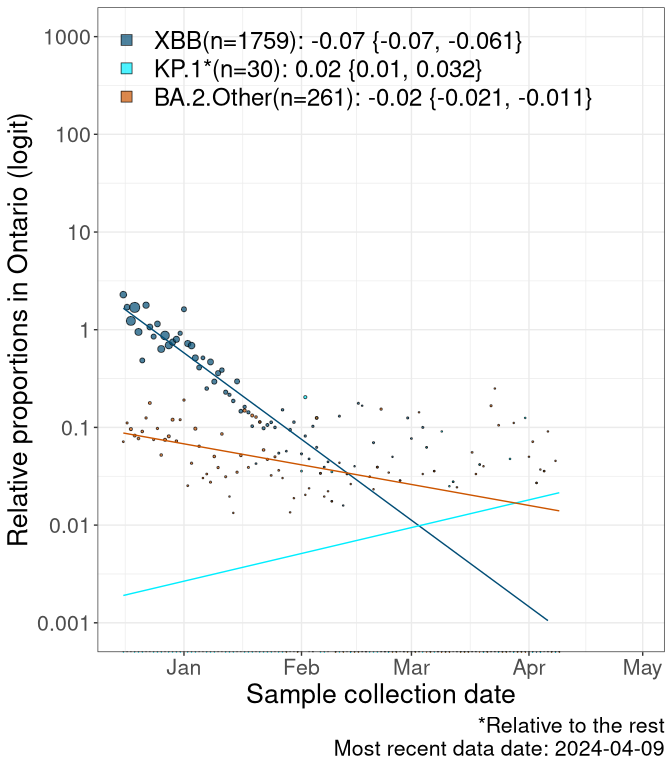 XBB(n=1759): -0.07 {-0.07, -0.061}
KP.1*(n=30): 0.02 {0.01, 0.032}
BA.2.Other(n=261): -0.02 {-0.021, -0.011}
Relative proportions in Ontario (logit)
1000
100
10
1
0.1
0.01
0.001
Jan Feb Mar Apr May
Sample collection date
*Relative to the rest
Most recent data date: 2024-04-09